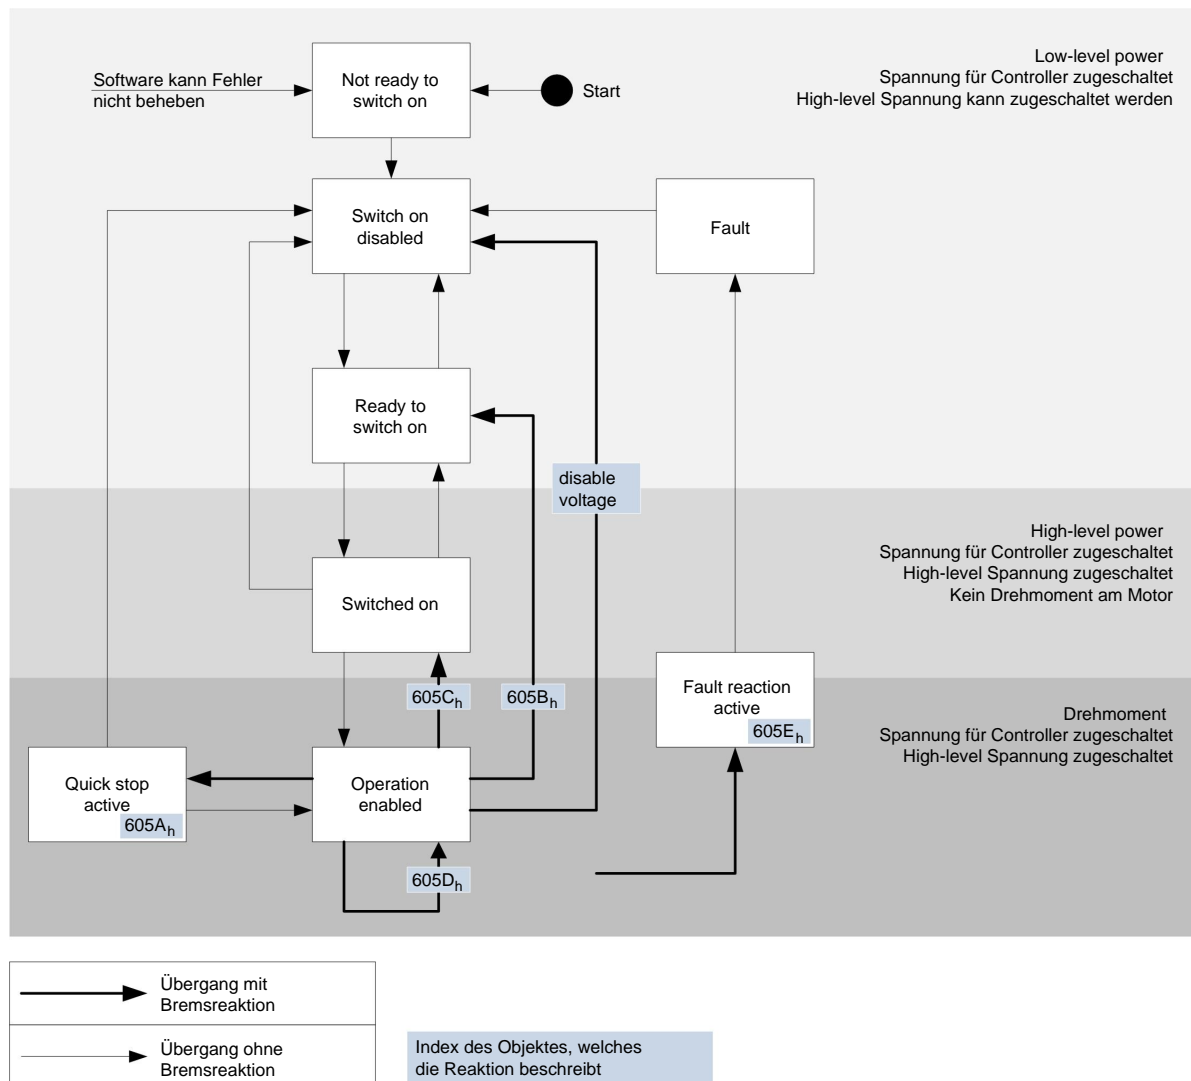 Low-level power
Spannung für Controller zugeschaltet
High-level Spannung kann zugeschaltet werden
Software kann Fehler
nicht beheben
Not ready to
switch on
Start
Switch on
disabled
Fault
Ready to
switch on
disable
voltage
High-level power
Spannung für Controller zugeschaltet
High-level Spannung zugeschaltet
Kein Drehmoment am Motor
Switched on
605Ch
605Bh
Fault reaction
active
605Eh
Drehmoment
Spannung für Controller zugeschaltet
High-level Spannung zugeschaltet
Quick stop
active
605Ah
Operation
enabled
605Dh
Übergang mit
Bremsreaktion
Übergang ohne
Bremsreaktion
Index des Objektes, welches
die Reaktion beschreibt